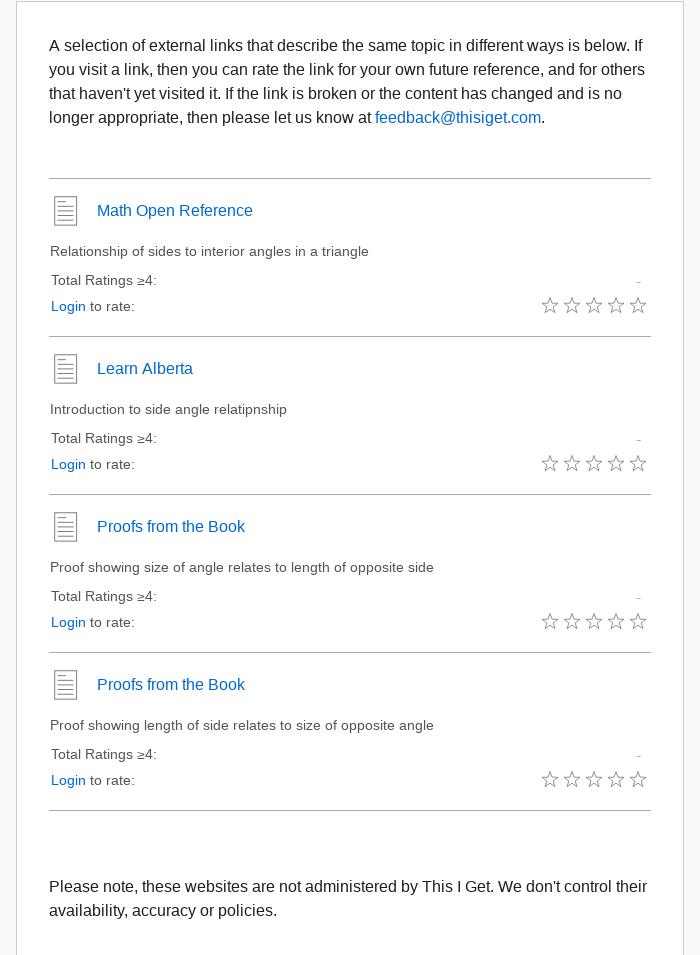 A selection of external links that describe the same topic in different ways is below. If
you visit a link, then you can rate the link for your own future reference, and for others
that haven't yet visited it. If the link is broken or the content has changed and is no
longer appropriate, then please let us know at feedback@thisiget.com.
Math Open Reference
Relationship of sides to interior angles in a triangle
Total Ratings ≥4: -
Login to rate:
Learn Alberta
Introduction to side angle relatipnship
Total Ratings ≥4: -
Login to rate:
Proofs from the Book
Proof showing size of angle relates to length of opposite side
Total Ratings ≥4: -
Login to rate:
Proofs from the Book
Proof showing length of side relates to size of opposite angle
Total Ratings ≥4: -
Login to rate:
Please note, these websites are not administered by This I Get. We don't control their
availability, accuracy or policies.